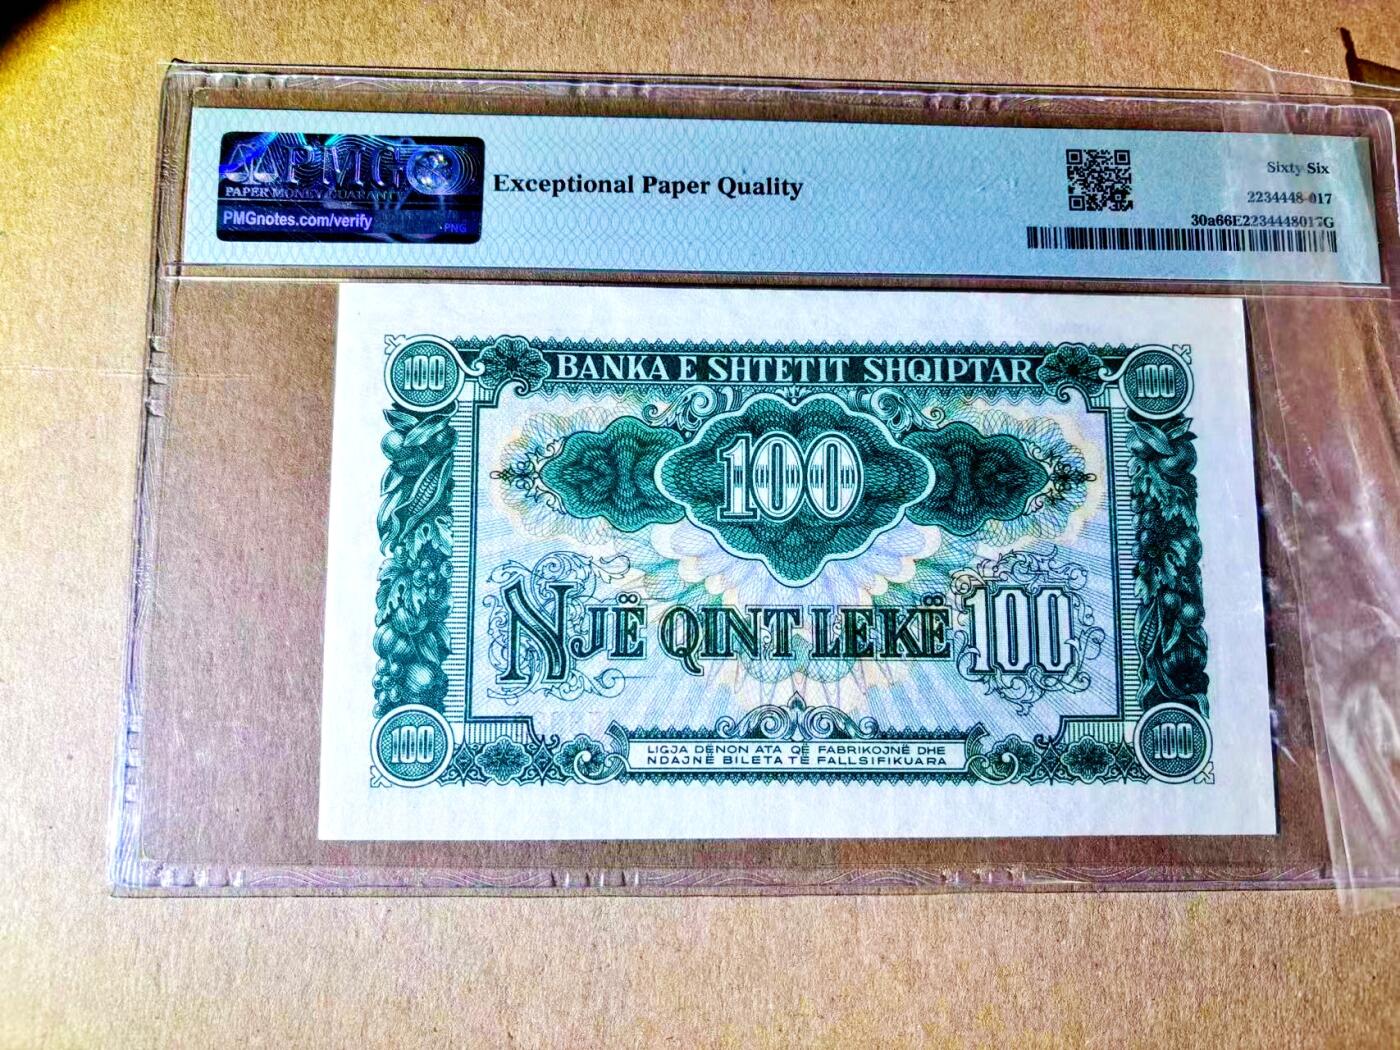 PMG
PAPER MONEY GUARANTY
PMGnotes.com/verify
PNG
Exceptional Paper Quality
Sixty Six
2234448-017
30a66E2234448017G
100
BANKA E SHTETIT SHQIPTAR
100
100
NJË QINT LEKË 100
100
LIGJA DËNON ATA QË FABRIKOJNË DHE
NDAJNË BILETA TË FALLSIFIKUARA
100